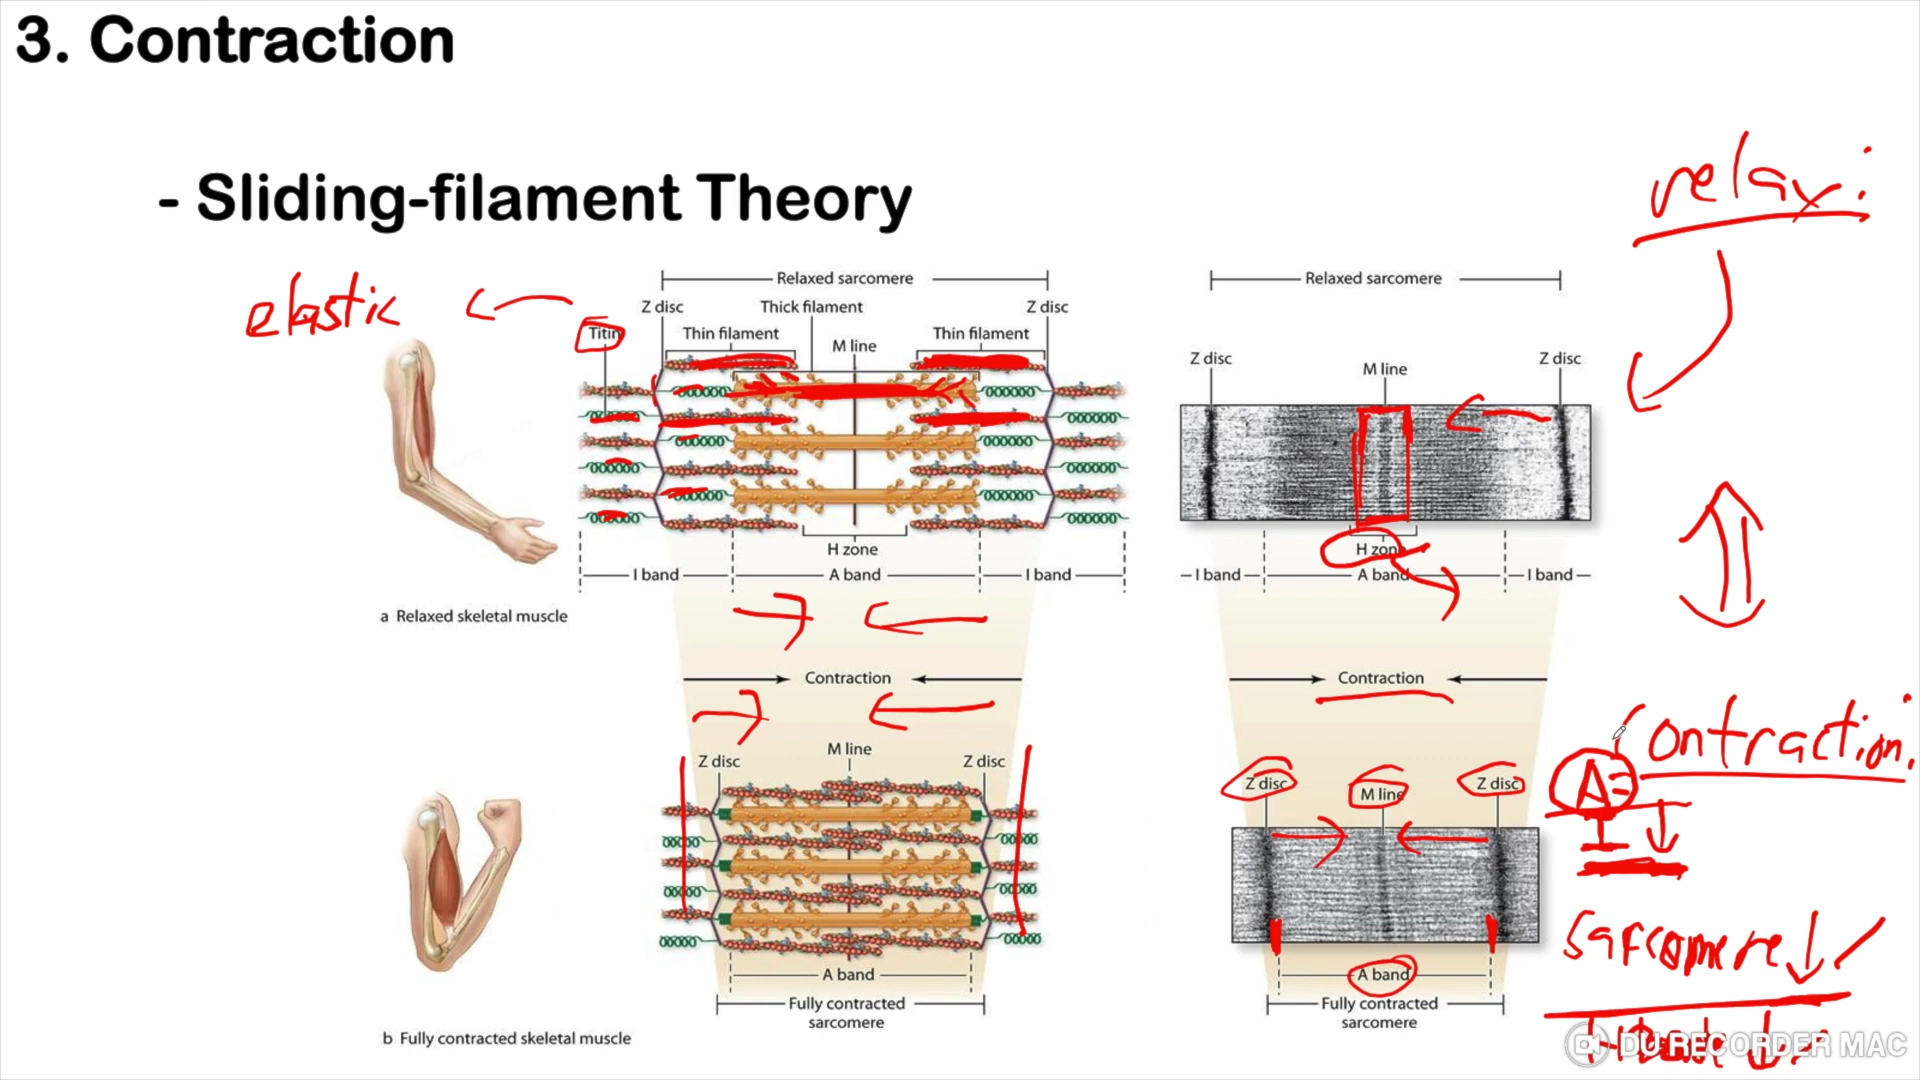 3. Contraction
- Sliding-filament Theory
relax:
elastic
Relaxed sarcomere
Z disc Thick filament Z disc
Titin Thin filament M line Thin filament
H zone
I band A band I band
a Relaxed skeletal muscle
Relaxed sarcomere
Z disc M line Z disc
H zone
I band A band I band
Contraction
Contraction
contraction:
Z disc M line Z disc
A band
Fully contracted
sarcomere
b Fully contracted skeletal muscle
Z disc M line Z disc
A band
Fully contracted
sarcomere
A =
I ↓
sarcomere ↓
DU RECORDER MAC